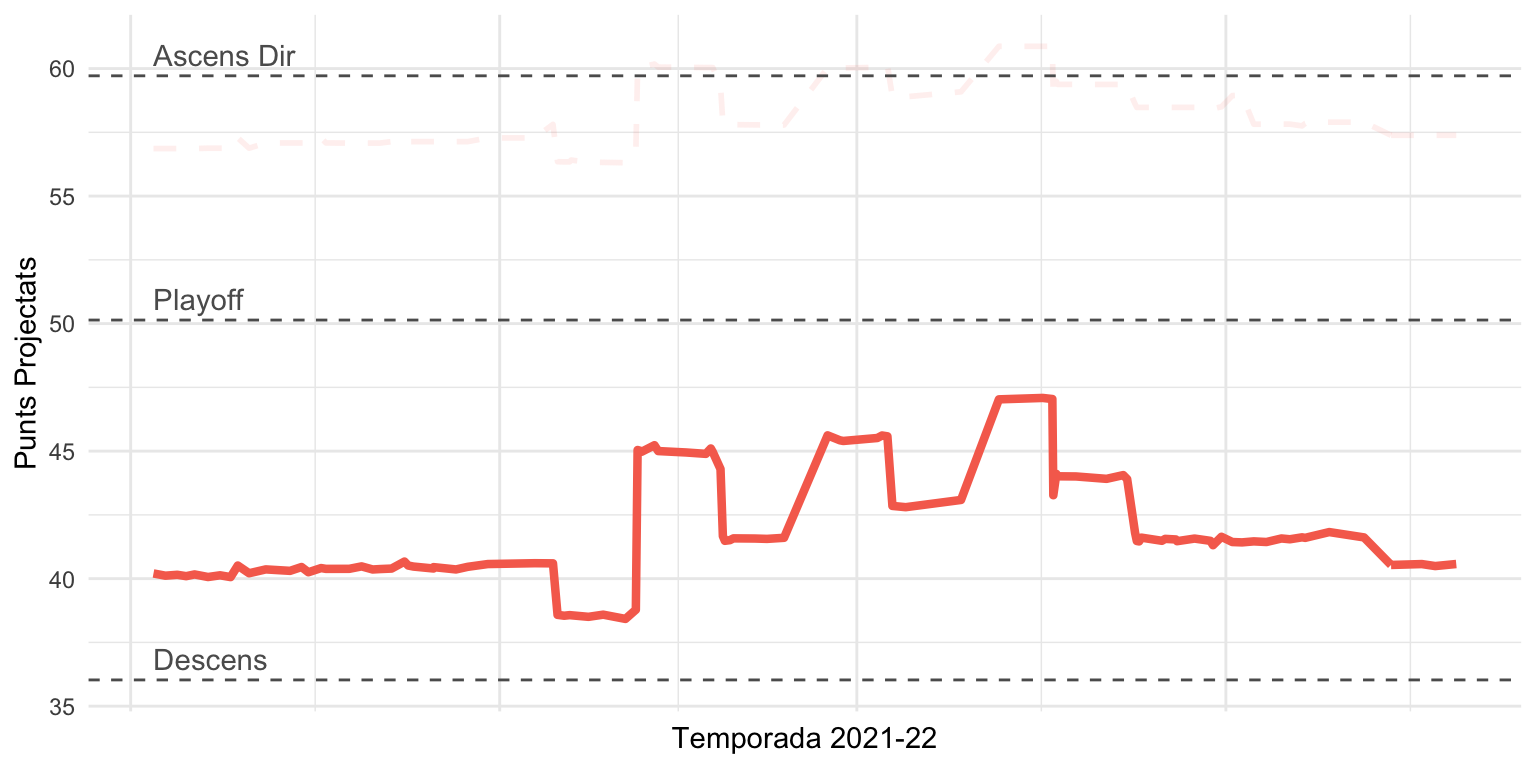 Ascens Dir
60
55
Playoff
50
45
40
Descens
35
Punts Projectats
Temporada 2021-22